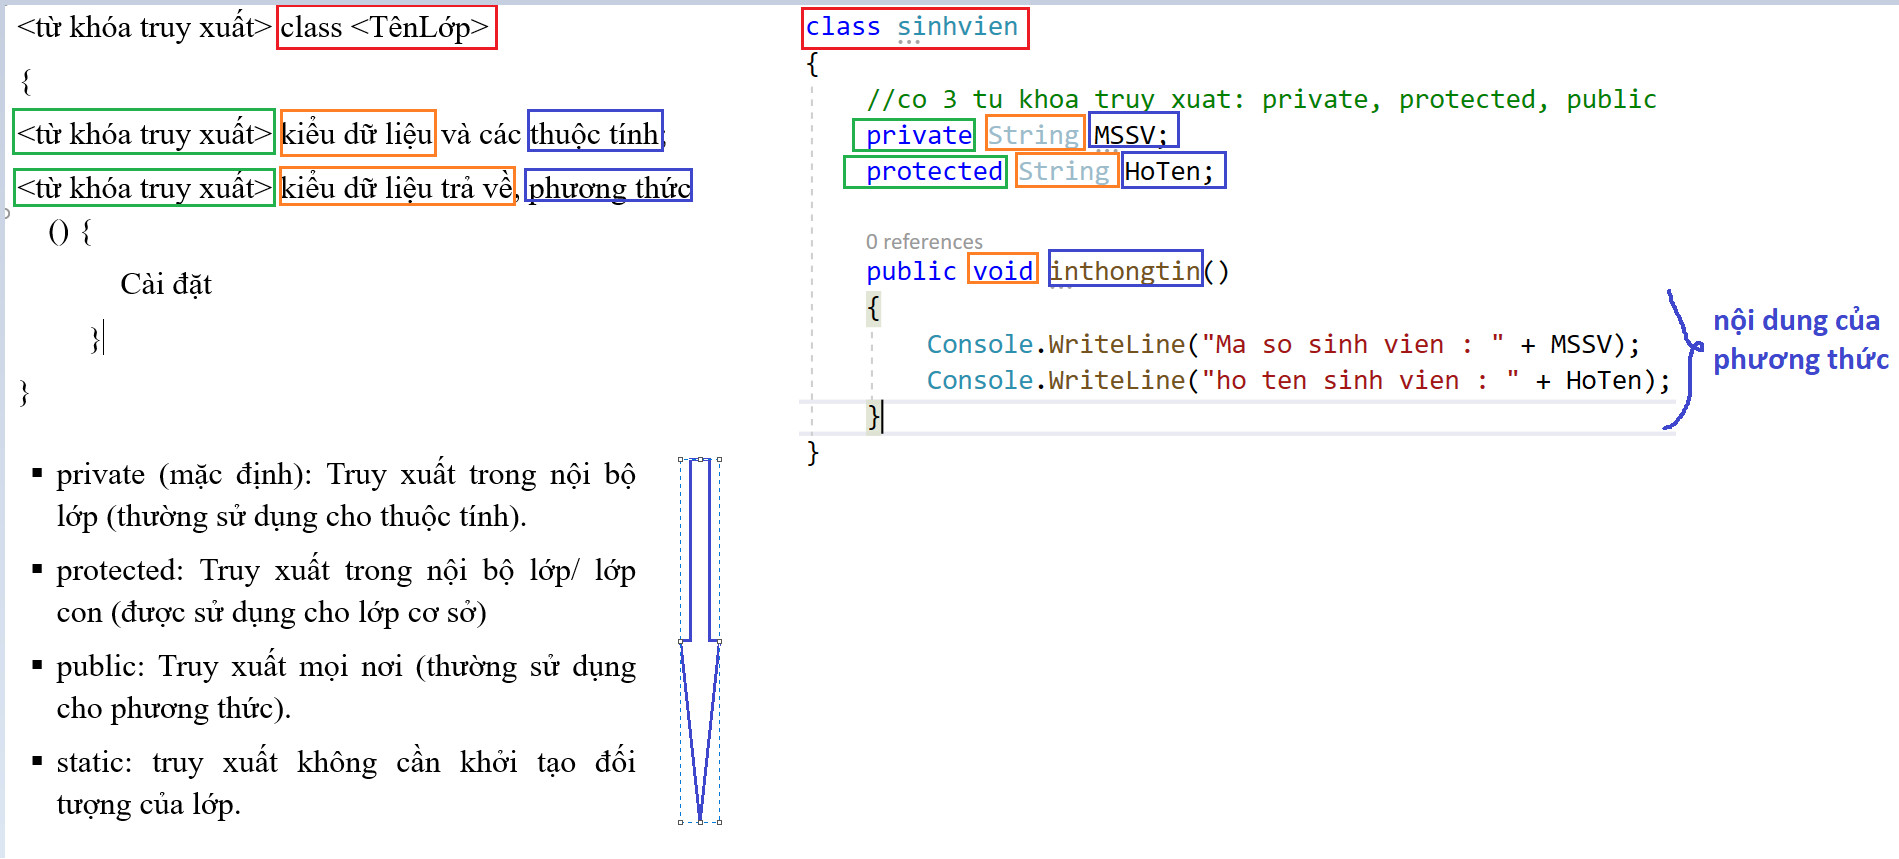 <từ khóa truy xuất> class <TênLớp>
{
<từ khóa truy xuất> kiểu dữ liệu và các thuộc tính;
<từ khóa truy xuất> kiểu dữ liệu trả về, phương thức
() {
Cài đặt
}
}
▪ private (mặc định): Truy xuất trong nội bộ
lớp (thường sử dụng cho thuộc tính).
▪ protected: Truy xuất trong nội bộ lớp/ lớp
con (được sử dụng cho lớp cơ sở)
▪ public: Truy xuất mọi nơi (thường sử dụng
cho phương thức).
▪ static: truy xuất không cần khởi tạo đối
tượng của lớp.
class sinhvien
{
//co 3 tu khoa truy xuat: private, protected, public
private String MSSV;
protected String HoTen;
0 references
public void inthongtin()
{
Console.WriteLine("Ma so sinh vien : " + MSSV);
Console.WriteLine("ho ten sinh vien : " + HoTen);
}
}
nội dung của
phương thức